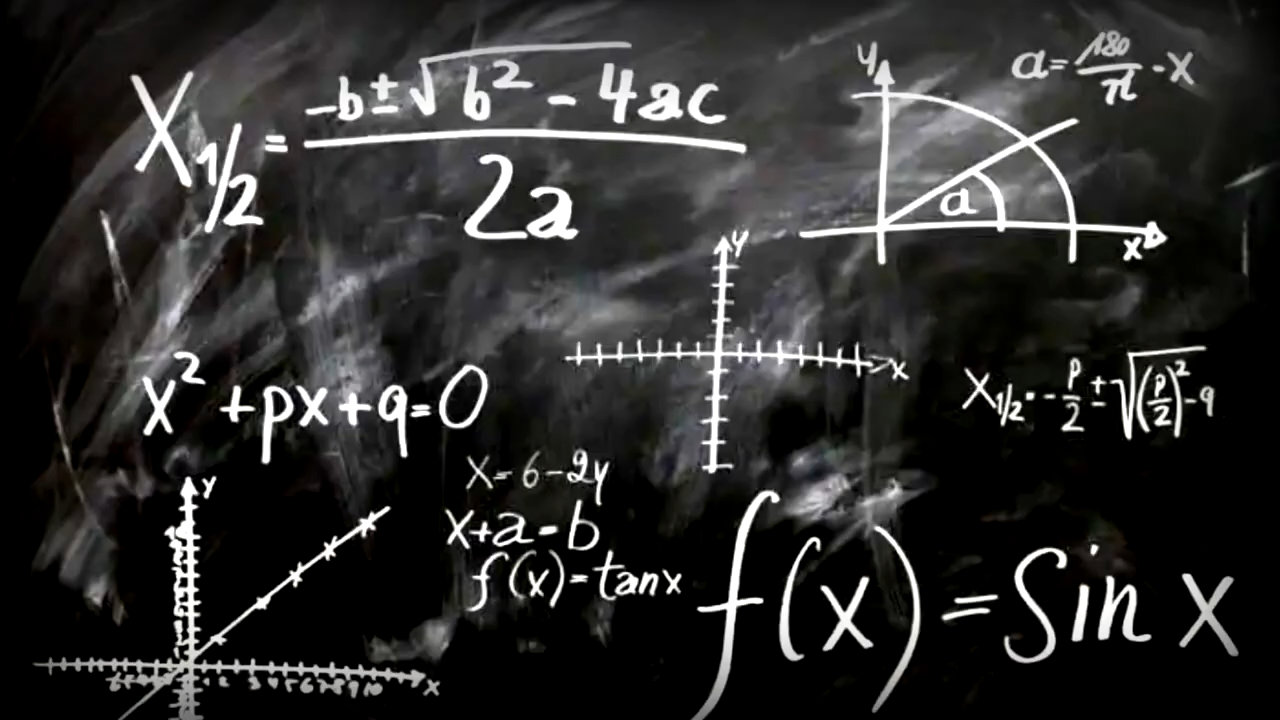 X₁/₂ = (-b ± √(b² - 4ac)) / 2a
y
a = 180/π - x
a
x
y
x
x² + px + q = 0
X₁/₂ = -p/2 ± √((p/2)² - q)
x = 6 - 2y
x + a = b
f(x) = tan x
f(x) = Sin x
y
x